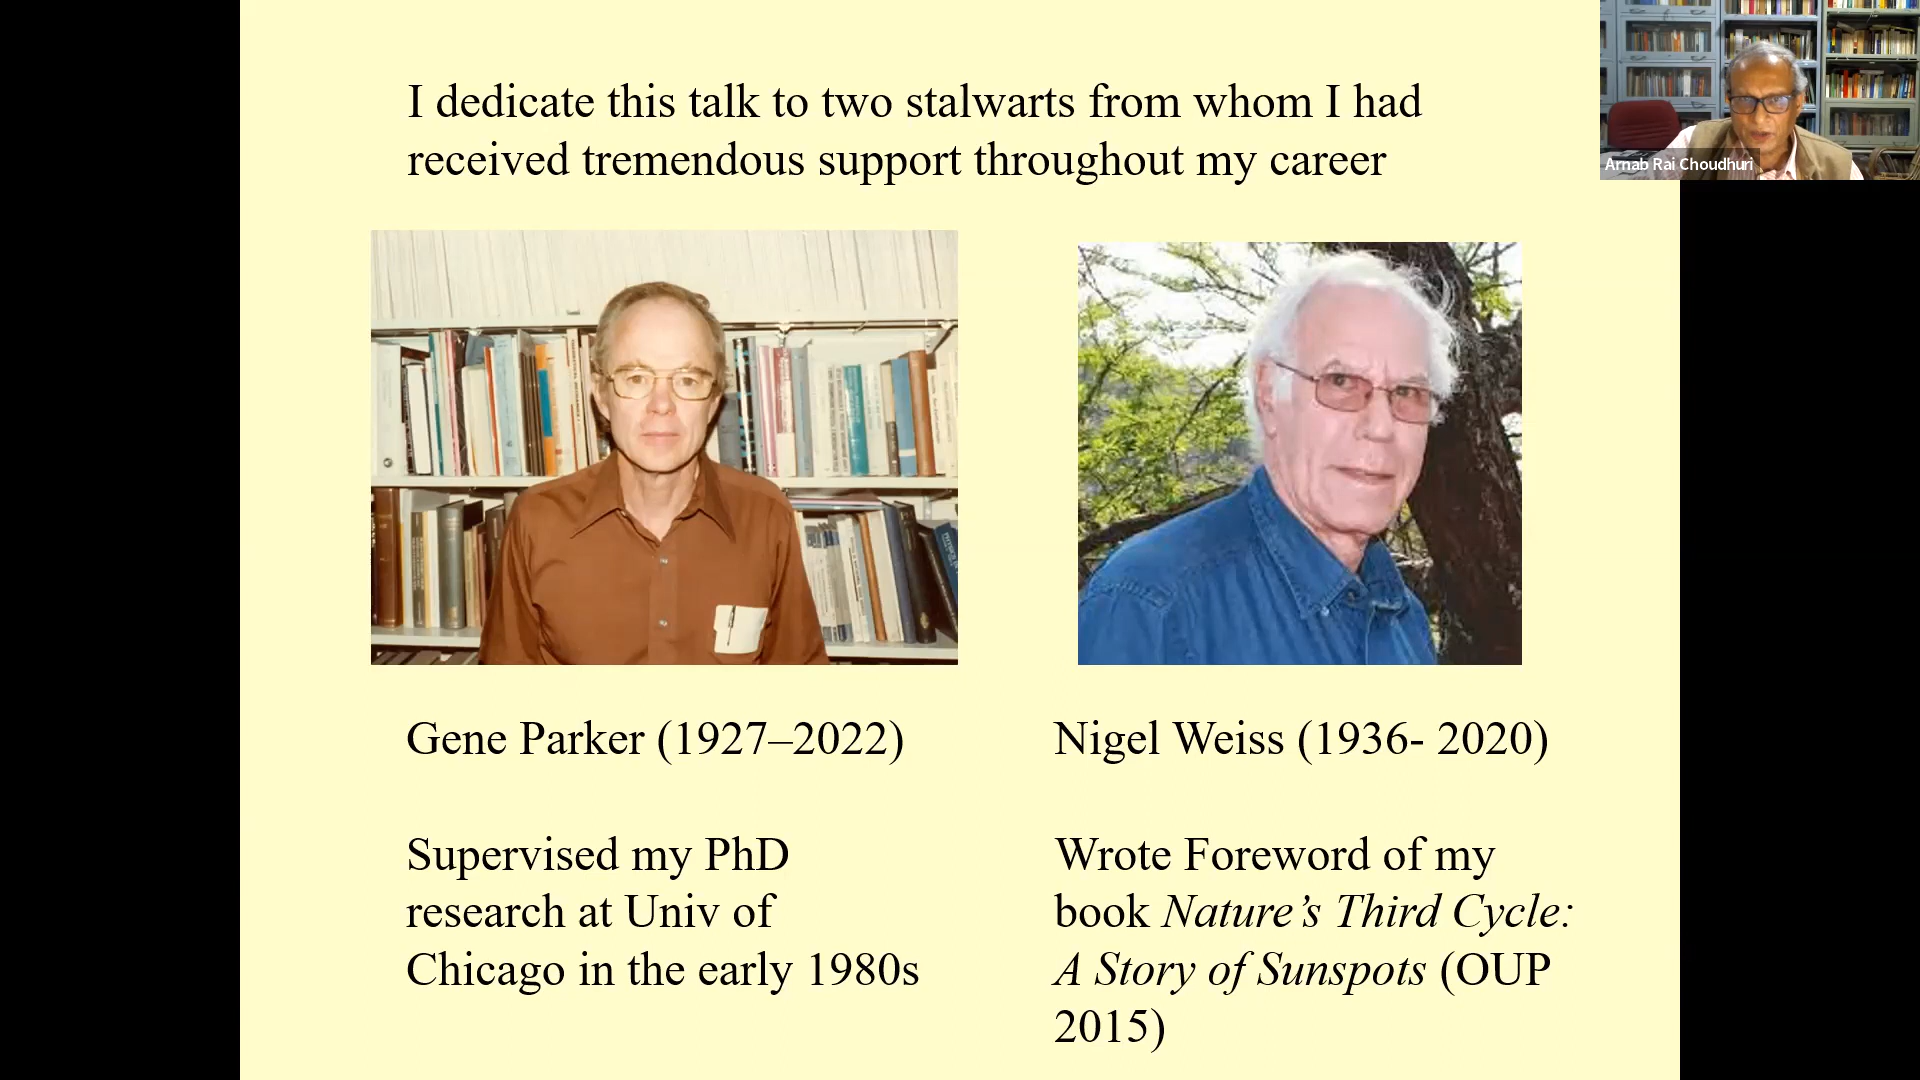 I dedicate this talk to two stalwarts from whom I had
received tremendous support throughout my career
Arnab Rai Choudhuri
Gene Parker (1927–2022)
Supervised my PhD
research at Univ of
Chicago in the early 1980s
Nigel Weiss (1936- 2020)
Wrote Foreword of my
book Nature’s Third Cycle:
A Story of Sunspots (OUP
2015)